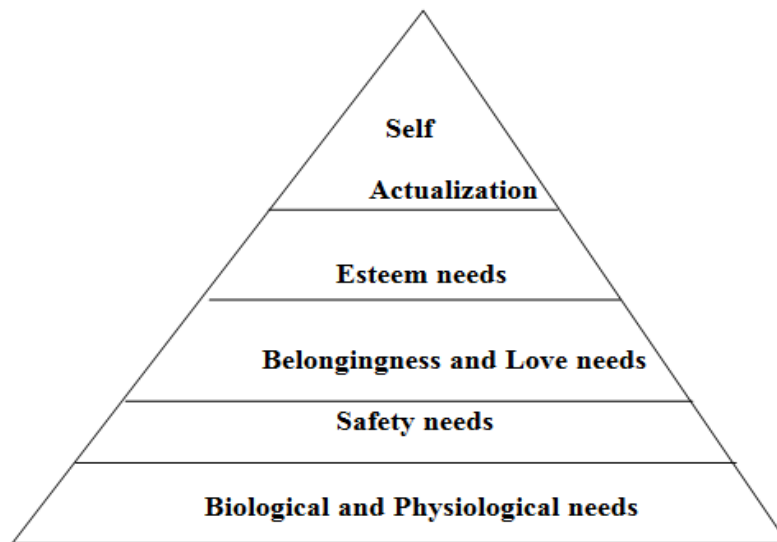 Self
Actualization
Esteem needs
Belongingness and Love needs
Safety needs
Biological and Physiological needs